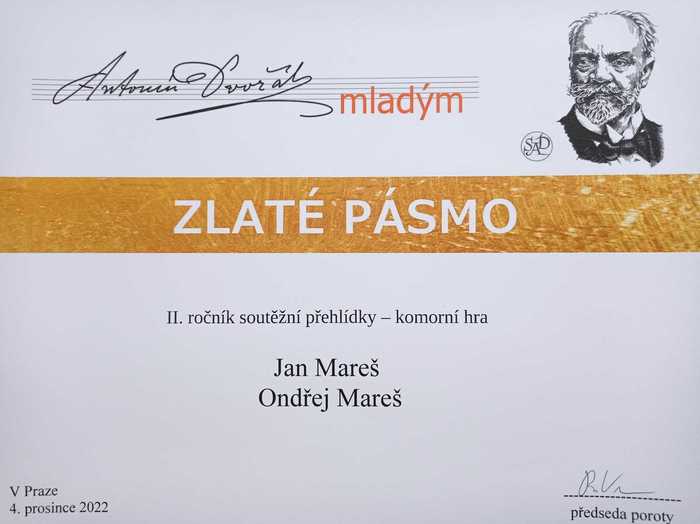 Antonín Dvořák
mladým
SAD
ZLATÉ PÁSMO
II. ročník soutěžní přehlídky – komorní hra
Jan Mareš
Ondřej Mareš
V Praze
4. prosince 2022
předseda poroty